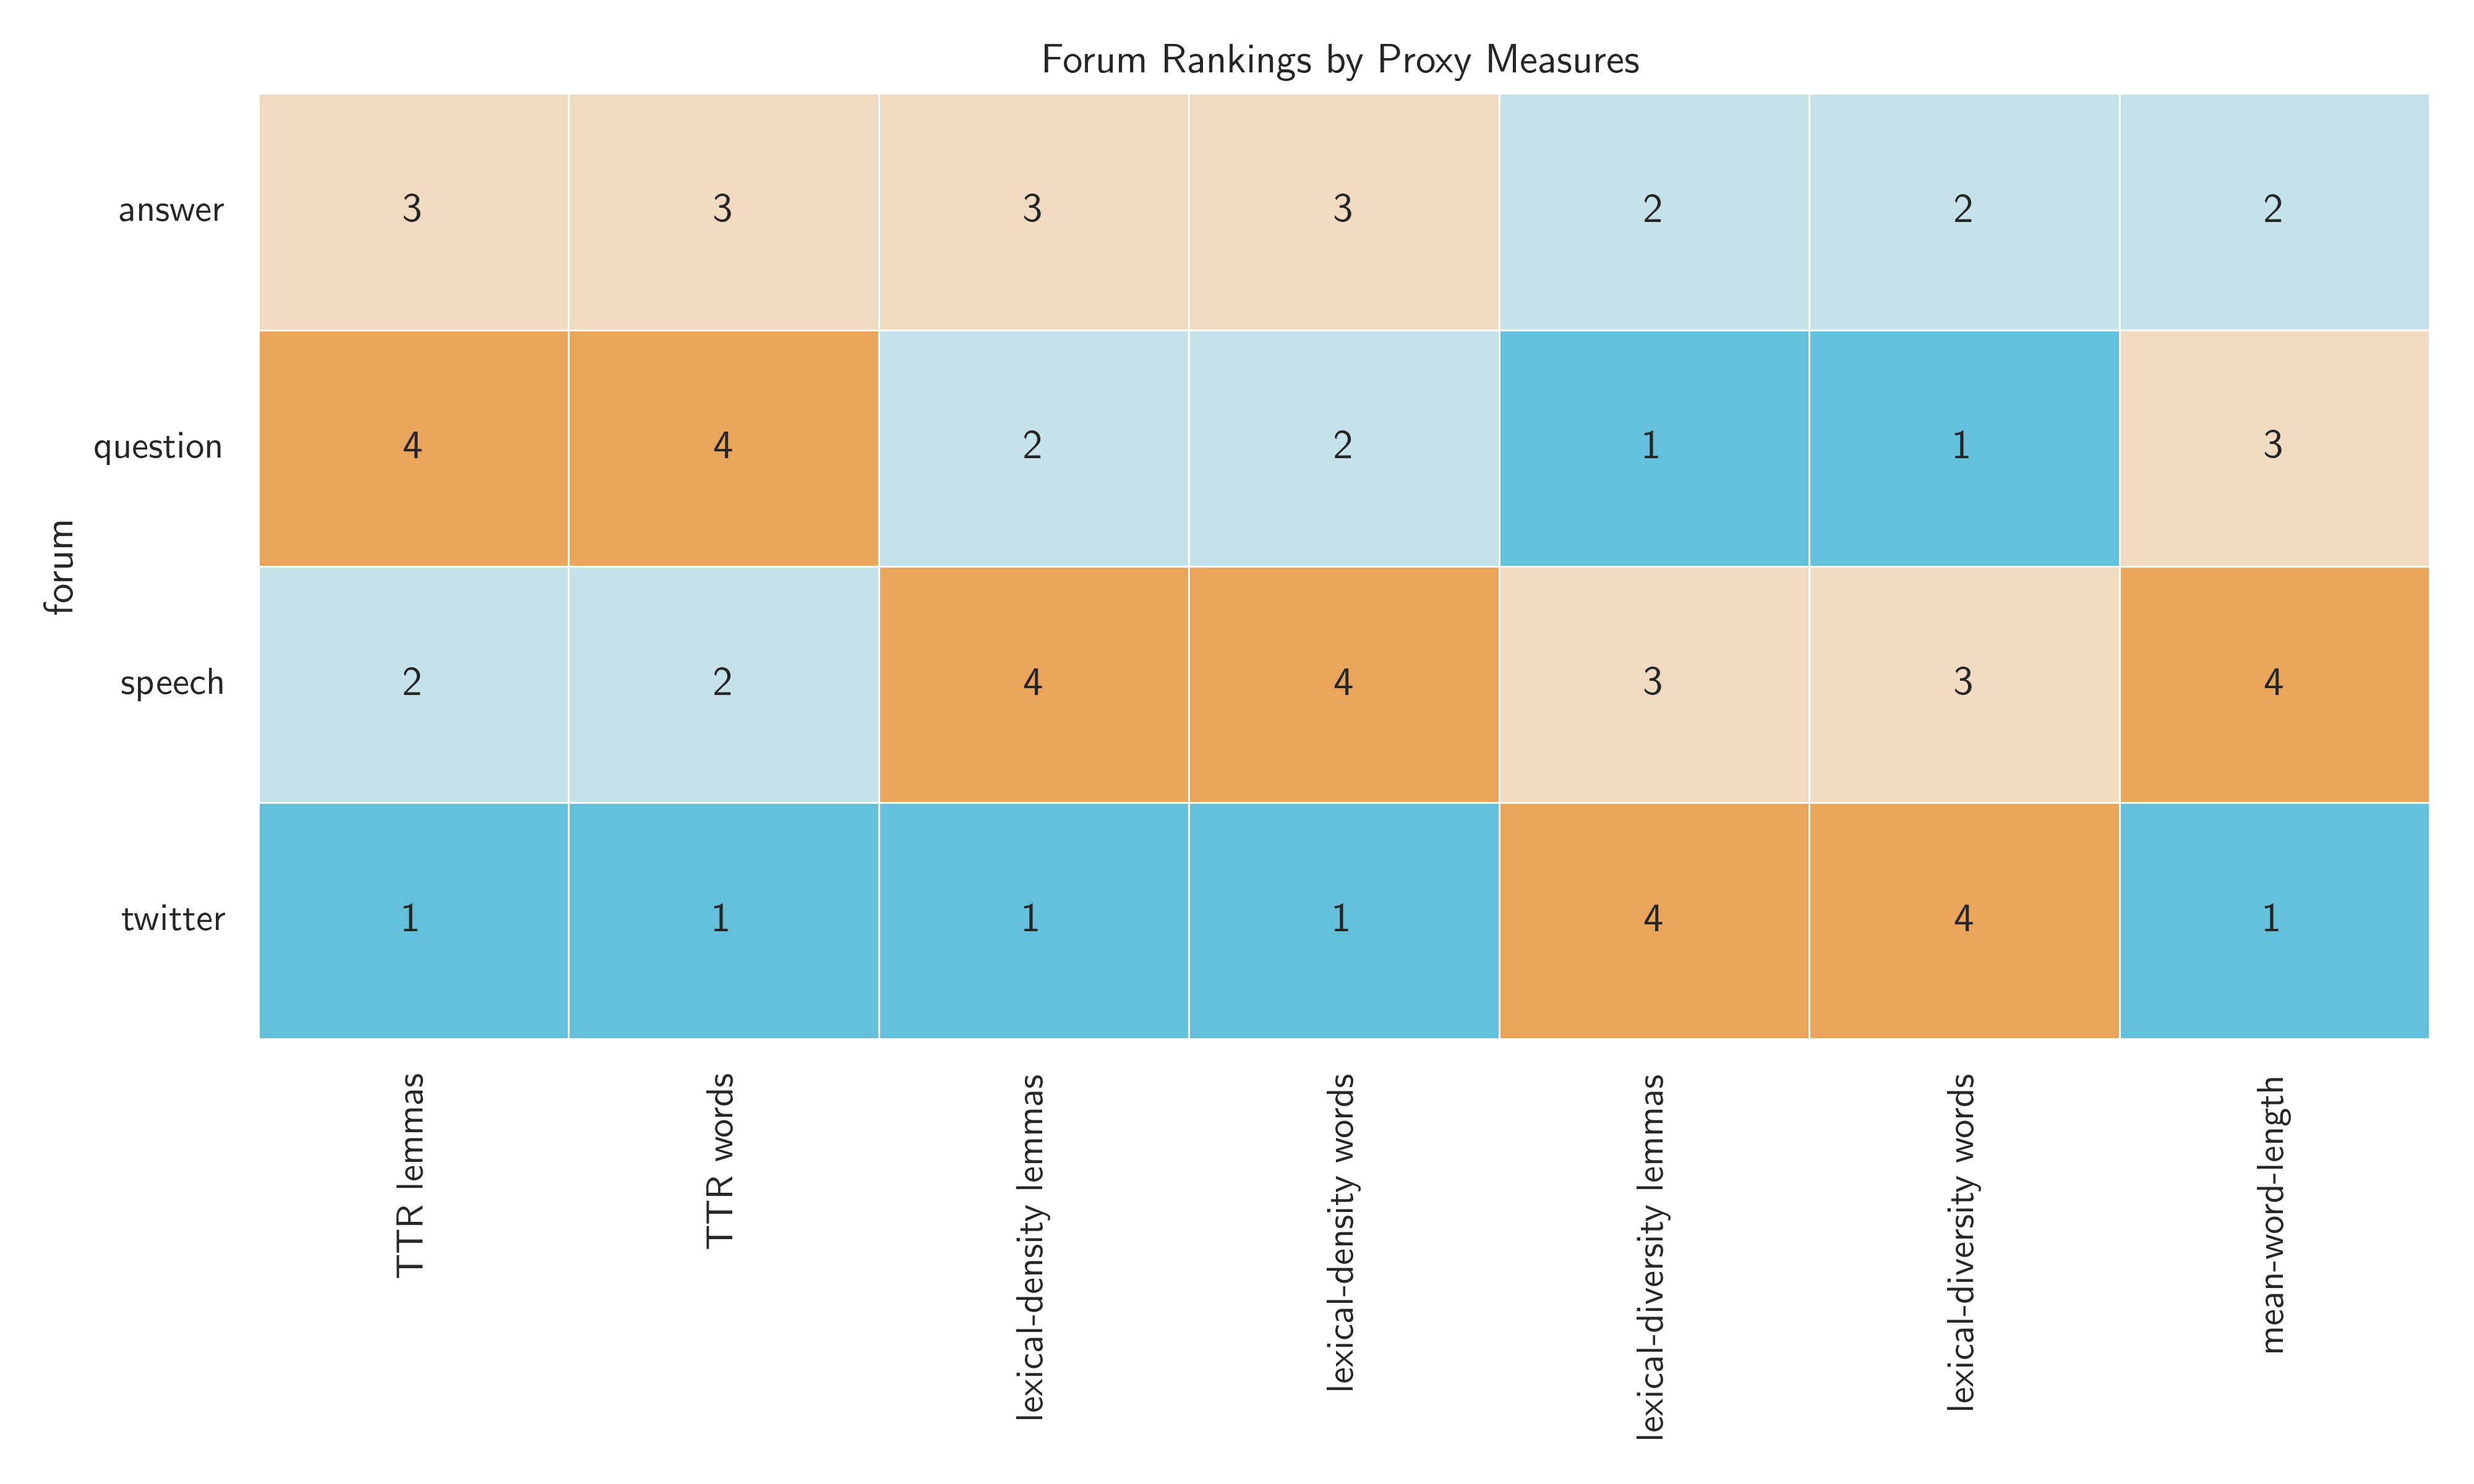 Forum Rankings by Proxy Measures
forum
answer 3 3 3 3 2 2 2
question 4 4 2 2 1 1 3
speech 2 2 4 4 3 3 4
twitter 1 1 1 1 4 4 1
TTR lemmas
TTR words
lexical-density lemmas
lexical-density words
lexical-diversity lemmas
lexical-diversity words
mean-word-length